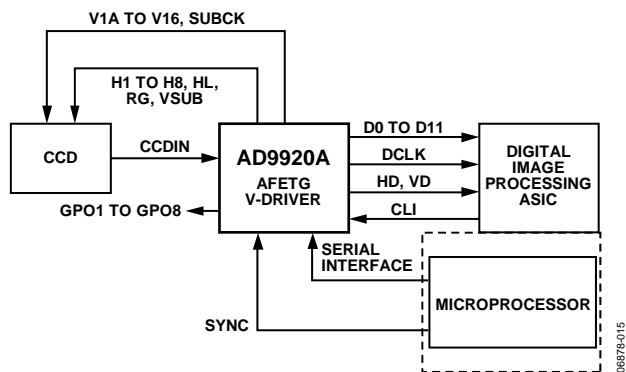 V1A TO V16, SUBCK
H1 TO H8, HL,
RG, VSUB
CCD
CCDIN
AD9920A
AFETG
V-DRIVER
D0 TO D11
DCLK
HD, VD
CLI
DIGITAL
IMAGE
PROCESSING
ASIC
GPO1 TO GPO8
SERIAL
INTERFACE
MICROPROCESSOR
SYNC
06878-015